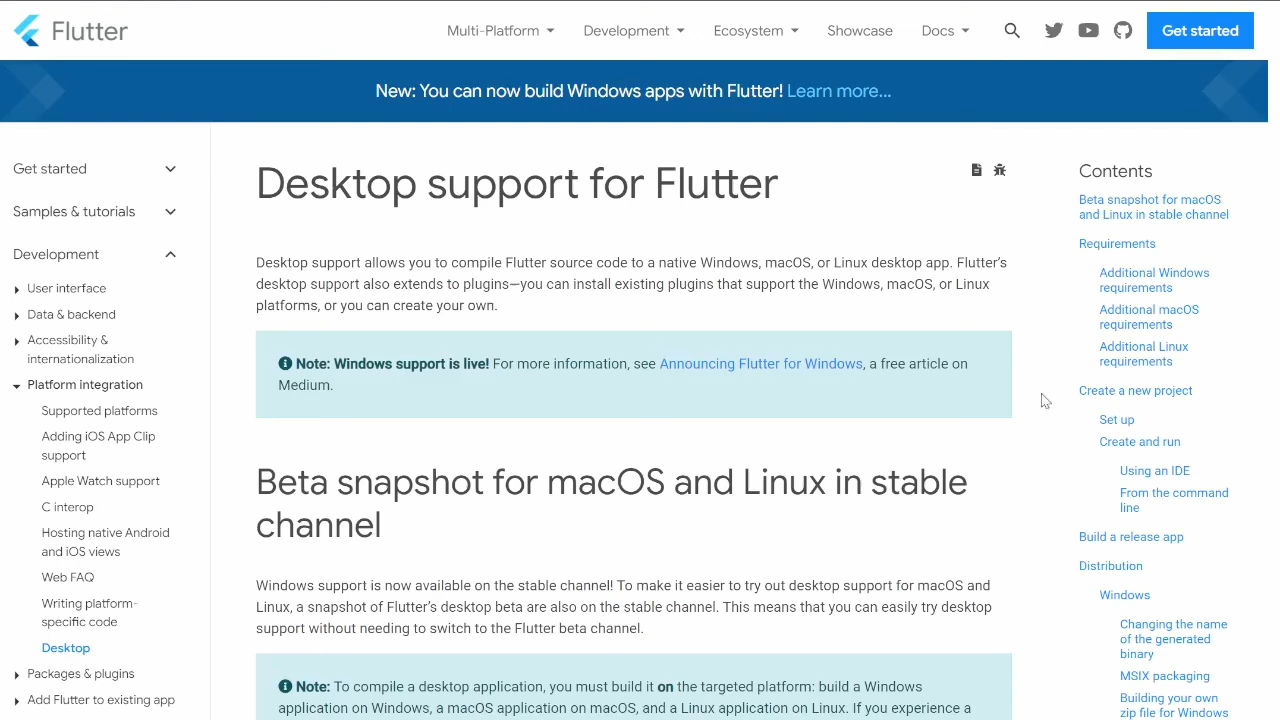 Flutter
Multi-Platform
Development
Ecosystem
Showcase
Docs
Get started
New: You can now build Windows apps with Flutter! Learn more...
Get started
Samples & tutorials
Development
User interface
Data & backend
Accessibility &
internationalization
Platform integration
Supported platforms
Adding iOS App Clip
support
Apple Watch support
C interop
Hosting native Android
and iOS views
Web FAQ
Writing platform-
specific code
Desktop
Packages & plugins
Add Flutter to existing app
Desktop support for Flutter
Desktop support allows you to compile Flutter source code to a native Windows, macOS, or Linux desktop app. Flutter’s
desktop support also extends to plugins—you can install existing plugins that support the Windows, macOS, or Linux
platforms, or you can create your own.
Note: Windows support is live! For more information, see Announcing Flutter for Windows, a free article on
Medium.
Beta snapshot for macOS and Linux in stable
channel
Windows support is now available on the stable channel! To make it easier to try out desktop support for macOS and
Linux, a snapshot of Flutter’s desktop beta are also on the stable channel. This means that you can easily try desktop
support without needing to switch to the Flutter beta channel.
Note: To compile a desktop application, you must build it on the targeted platform: build a Windows
application on Windows, a macOS application on macOS, and a Linux application on Linux. If you experience a
Contents
Beta snapshot for macOS
and Linux in stable channel
Requirements
Additional Windows
requirements
Additional macOS
requirements
Additional Linux
requirements
Create a new project
Set up
Create and run
Using an IDE
From the command
line
Build a release app
Distribution
Windows
Changing the name
of the generated
binary
MSIX packaging
Building your own
zip file for Windows